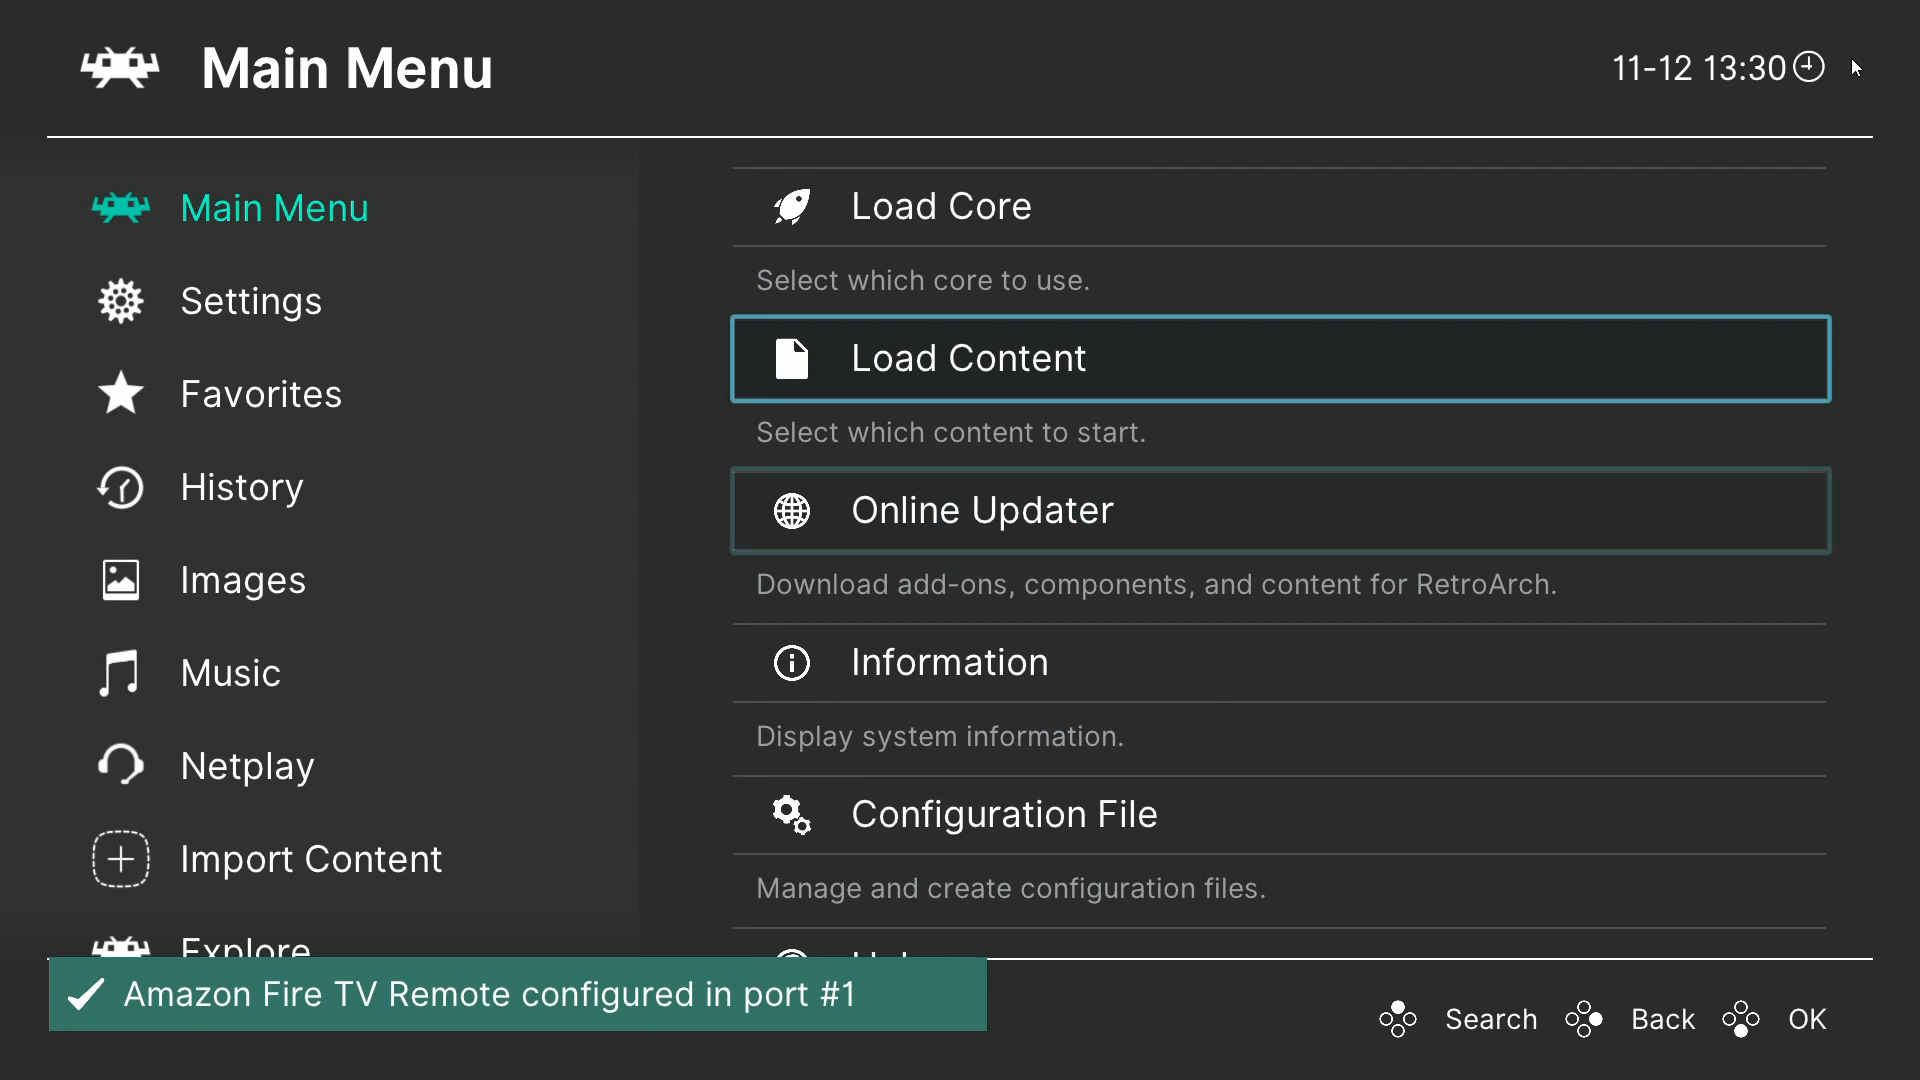 Main Menu
11-12 13:30
Main Menu
Settings
Favorites
History
Images
Music
Netplay
Import Content
Explore
Load Core
Select which core to use.
Load Content
Select which content to start.
Online Updater
Download add-ons, components, and content for RetroArch.
Information
Display system information.
Configuration File
Manage and create configuration files.
Amazon Fire TV Remote configured in port #1
Search
Back
OK